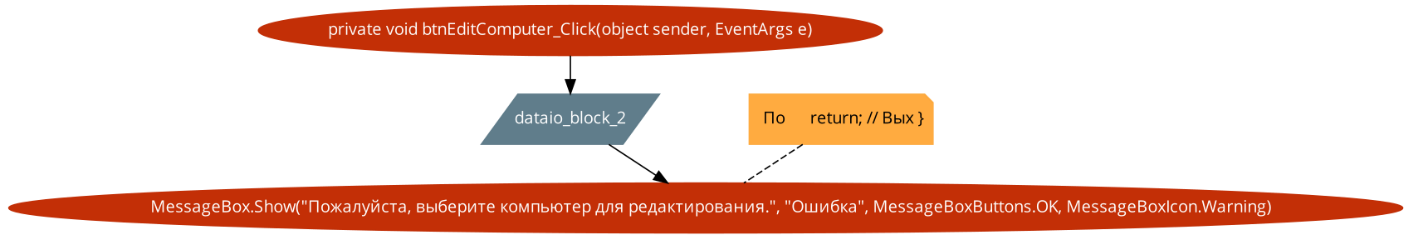 private void btnEditComputer_Click(object sender, EventArgs e)
dataio_block_2
По return; // Вых }
MessageBox.Show("Пожалуйста, выберите компьютер для редактирования.", "Ошибка", MessageBoxButtons.OK, MessageBoxIcon.Warning)